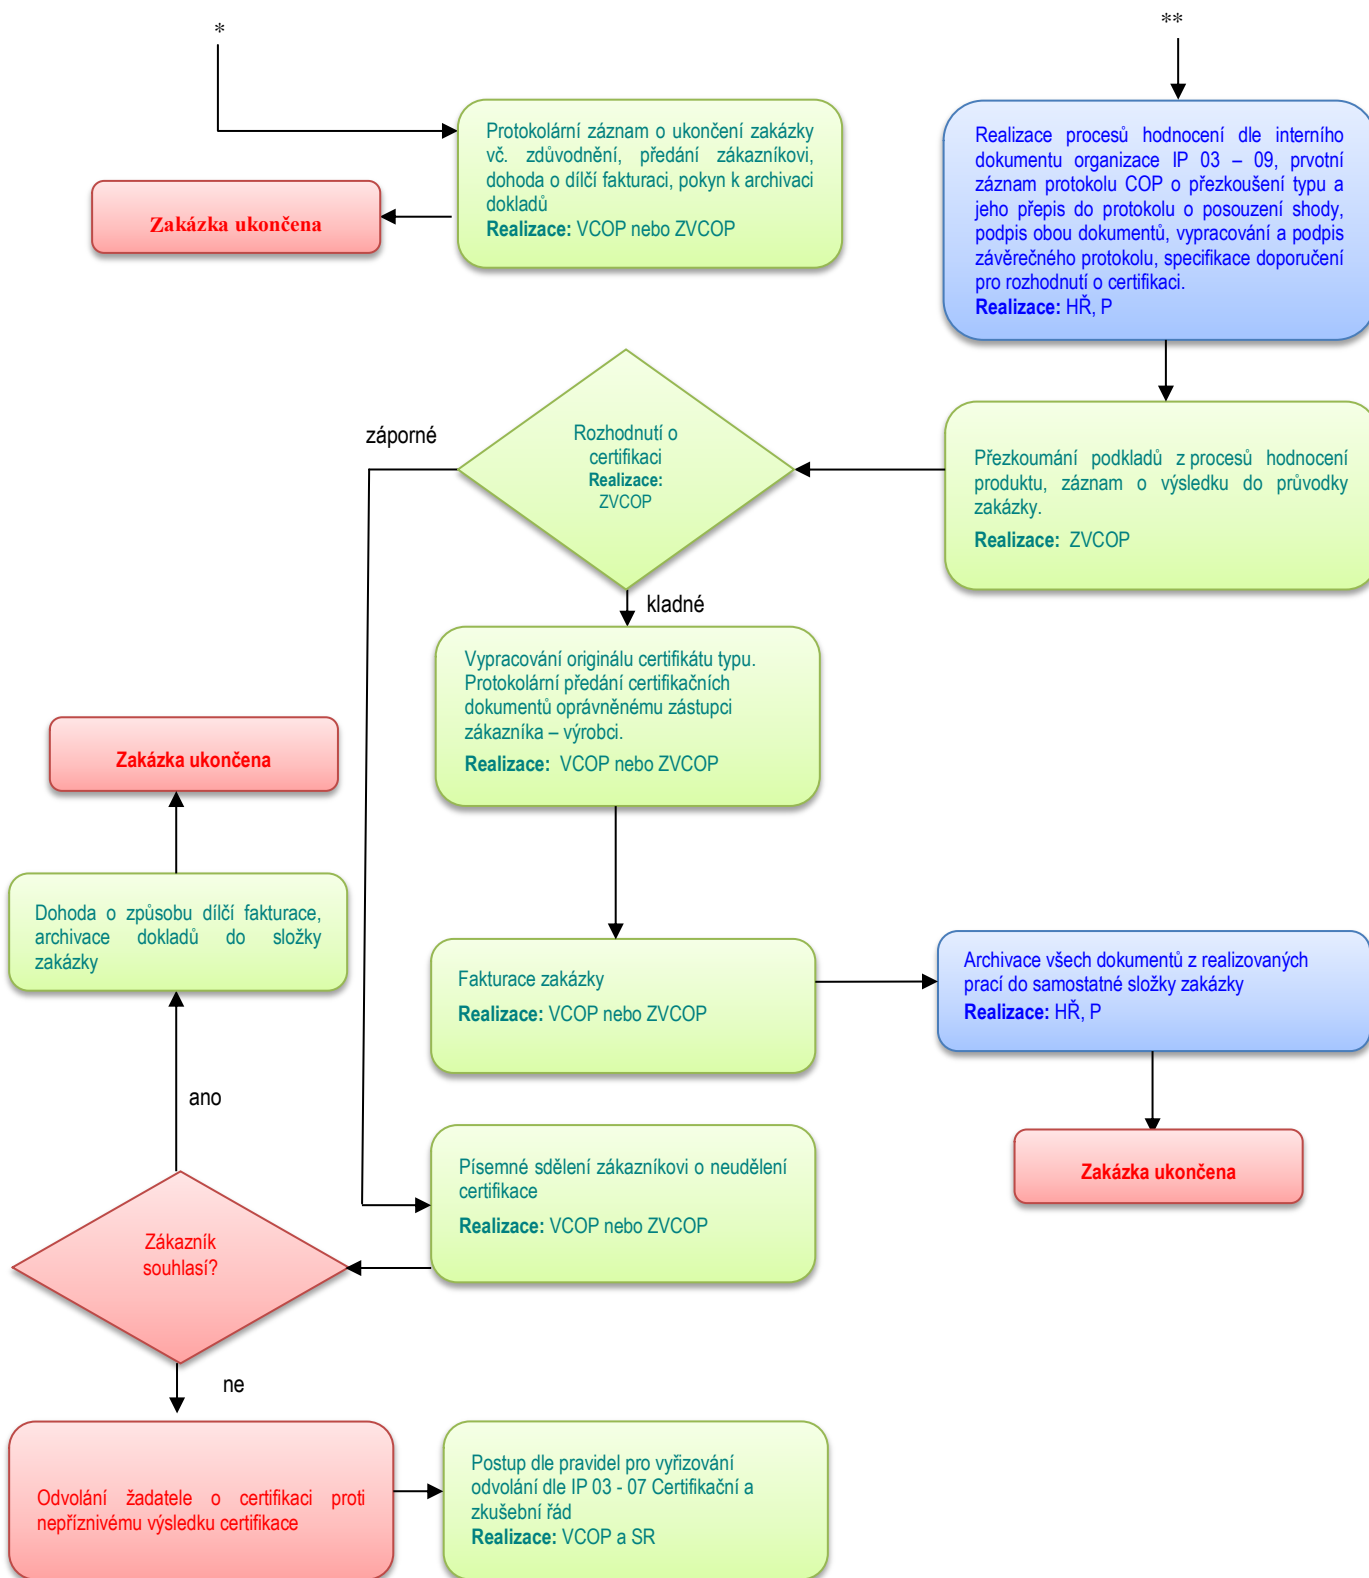 *
**
Protokolární záznam o ukončení zakázky
vč. zdůvodnění, předání zákazníkovi,
dohoda o dílčí fakturaci, pokyn k archivaci
dokladů
Realizace: VCOP nebo ZVCOP
Zakázka ukončena
Realizace procesů hodnocení dle interního
dokumentu organizace IP 03 – 09, prvotní
záznam protokolu COP o přezkoušení typu a
jeho přepis do protokolu o posouzení shody,
podpis obou dokumentů, vypracování a podpis
závěrečného protokolu, specifikace doporučení
pro rozhodnutí o certifikaci.
Realizace: HŘ, P
záporné
Rozhodnutí o
certifikaci
Realizace:
ZVCOP
Přezkoumání podkladů z procesů hodnocení
produktu, záznam o výsledku do průvodky
zakázky.
Realizace: ZVCOP
kladné
Vypracování originálu certifikátu typu.
Protokolární předání certifikačních
dokumentů oprávněnému zástupci
zákazníka – výrobci.
Realizace: VCOP nebo ZVCOP
Zakázka ukončena
Dohoda o způsobu dílčí fakturace,
archivace dokladů do složky
zakázky
Fakturace zakázky
Realizace: VCOP nebo ZVCOP
Archivace všech dokumentů z realizovaných
prací do samostatné složky zakázky
Realizace: HŘ, P
ano
Písemné sdělení zákazníkovi o neudělení
certifikace
Realizace: VCOP nebo ZVCOP
Zakázka ukončena
Zákazník
souhlasí?
ne
Odvolání žadatele o certifikaci proti
nepříznivému výsledku certifikace
Postup dle pravidel pro vyřizování
odvolání dle IP 03 - 07 Certifikační a
zkušební řád
Realizace: VCOP a SR